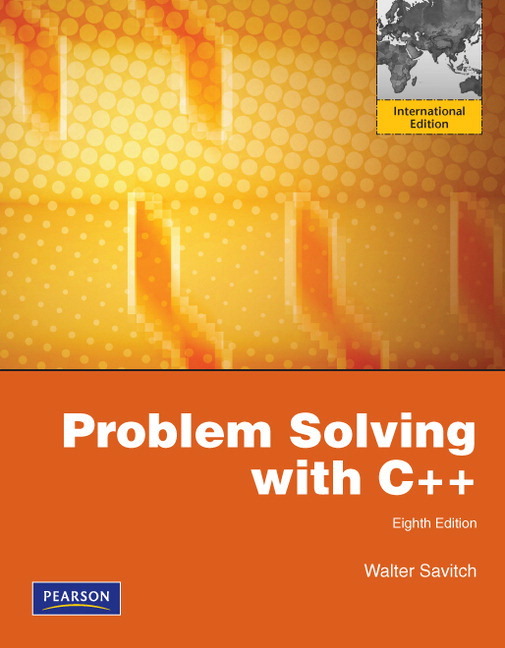 International
Edition
Problem Solving
with C++
Eighth Edition
Walter Savitch
PEARSON